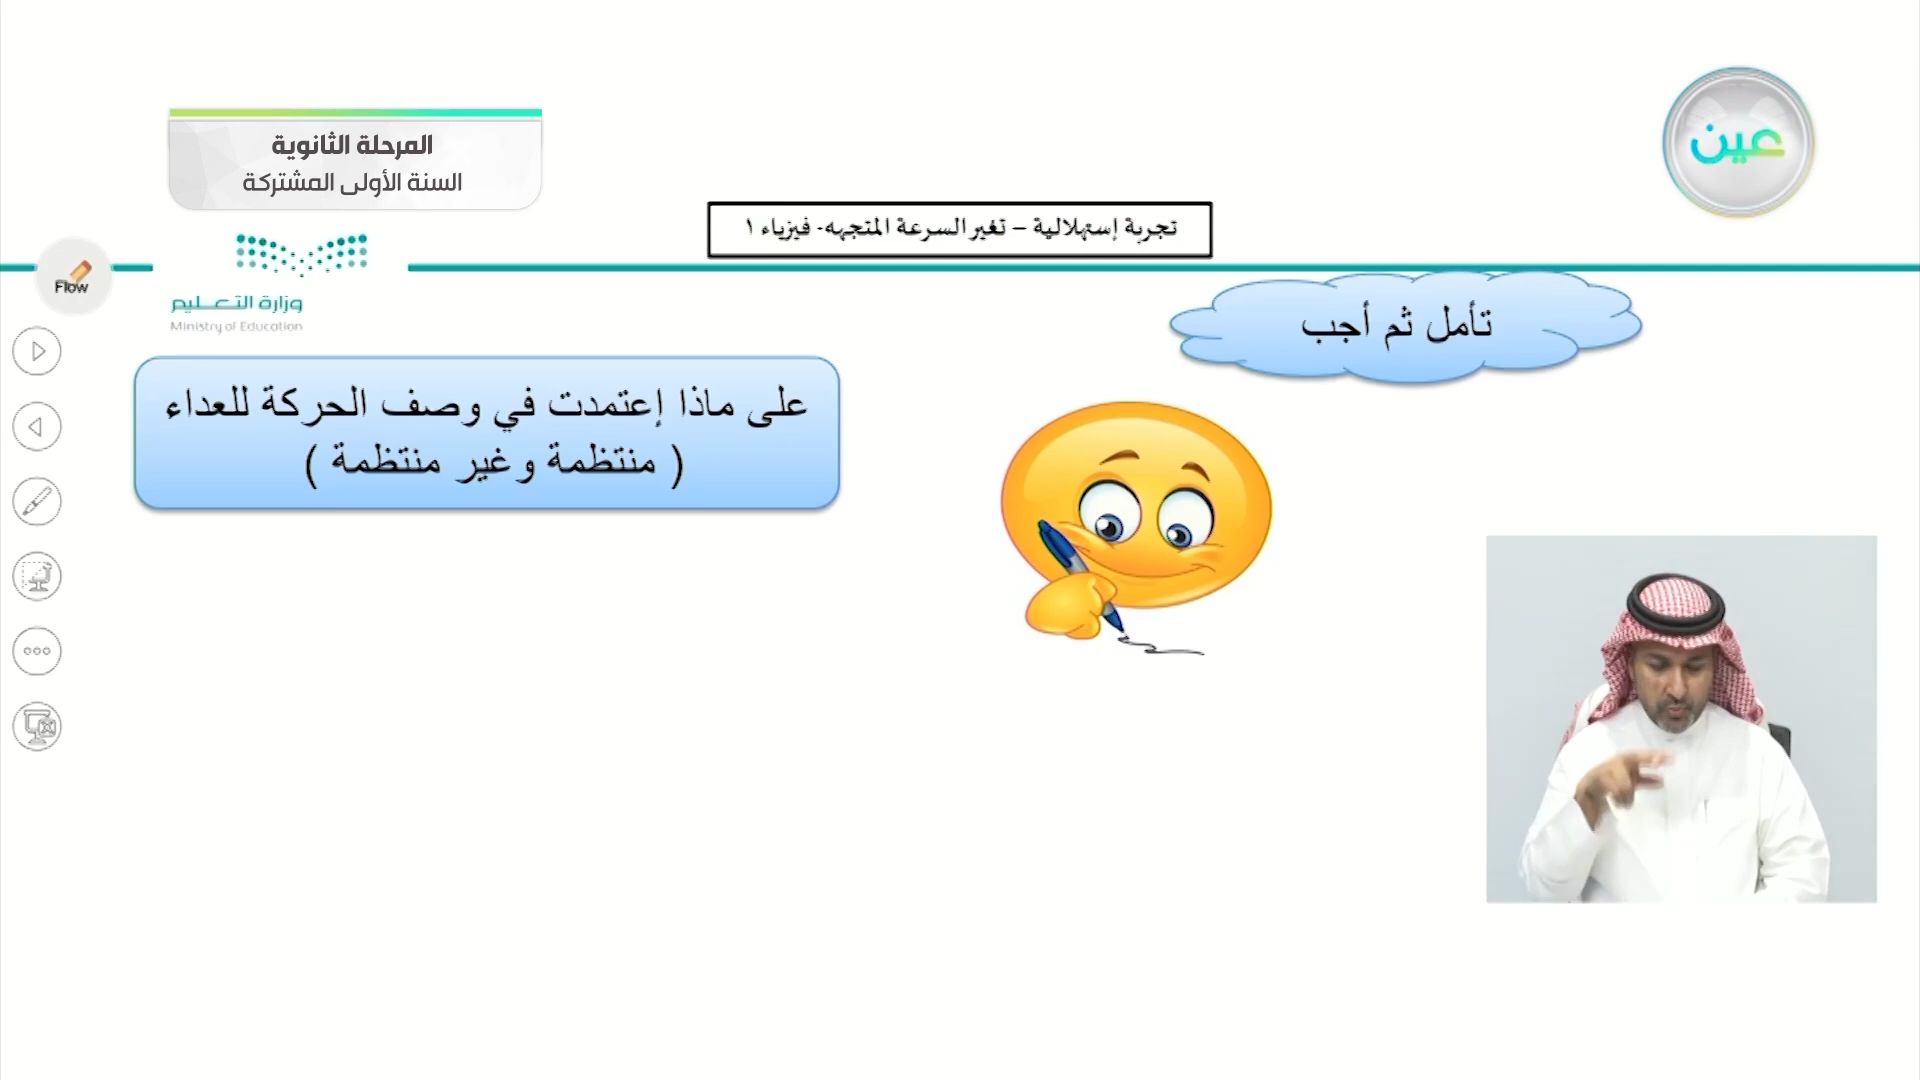 المرحلة الثانوية
السنة الأولى المشتركة
عين
تجربة إستهلالية – تغير السرعة المتجهه- فيزياء ١
Flow
وزارة التعليم
Ministry of Education
تأمل ثم أجب
على ماذا إعتمدت في وصف الحركة للعداء
( منتظمة وغير منتظمة )